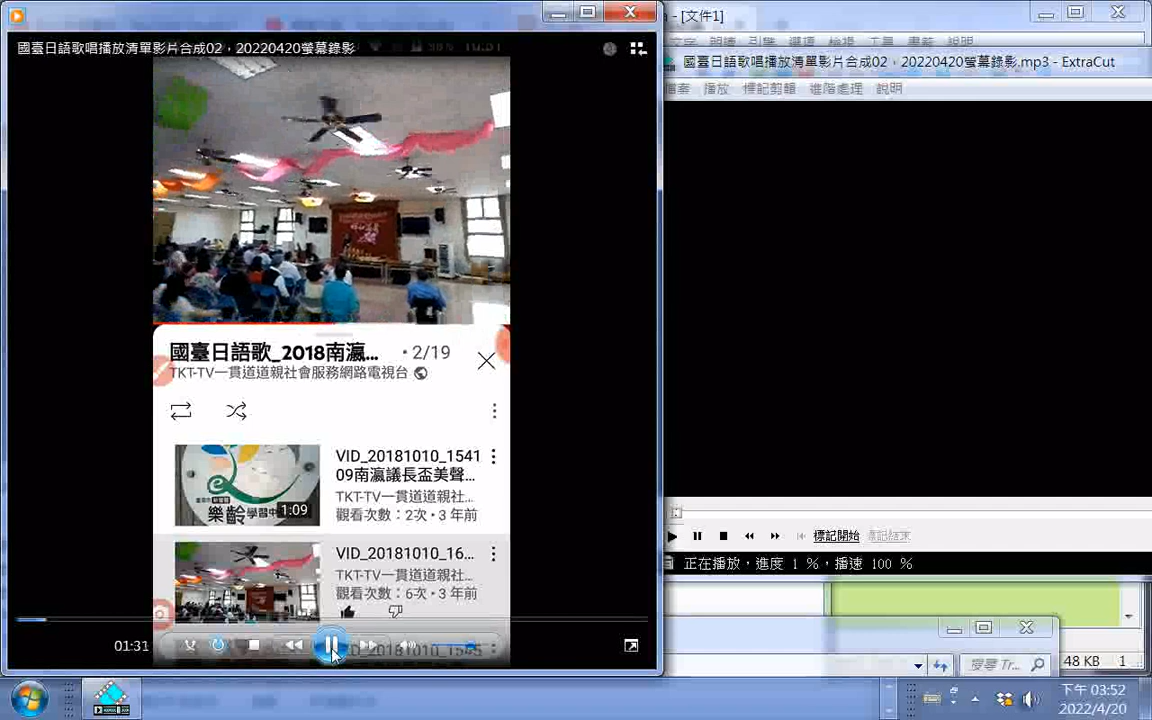 - [文件1]
國臺日語歌唱播放清單影片合成02，20220420螢幕錄影
國臺日語歌唱播放清單影片合成02，20220420螢幕錄影.mp3 - ExtraCut
播放 標記剪輯 進階處理 說明
國臺日語歌_2018南瀛... • 2/19
TKT-TV一貫道道親社會服務網路電視台
VID_20181010_1541
09南瀛議長盃美聲...
TKT-TV一貫道道親社...
觀看次數：2次 • 3 年前
樂齡學習中
1:09
VID_20181010_16...
TKT-TV一貫道道親社...
觀看次數：6次 • 3 年前
標記開始 標記結束
正在播放，進度 1 %，播速 100 %
01:31
搜尋 Tr...
48 KB 1
下午 03:52
2022/4/20